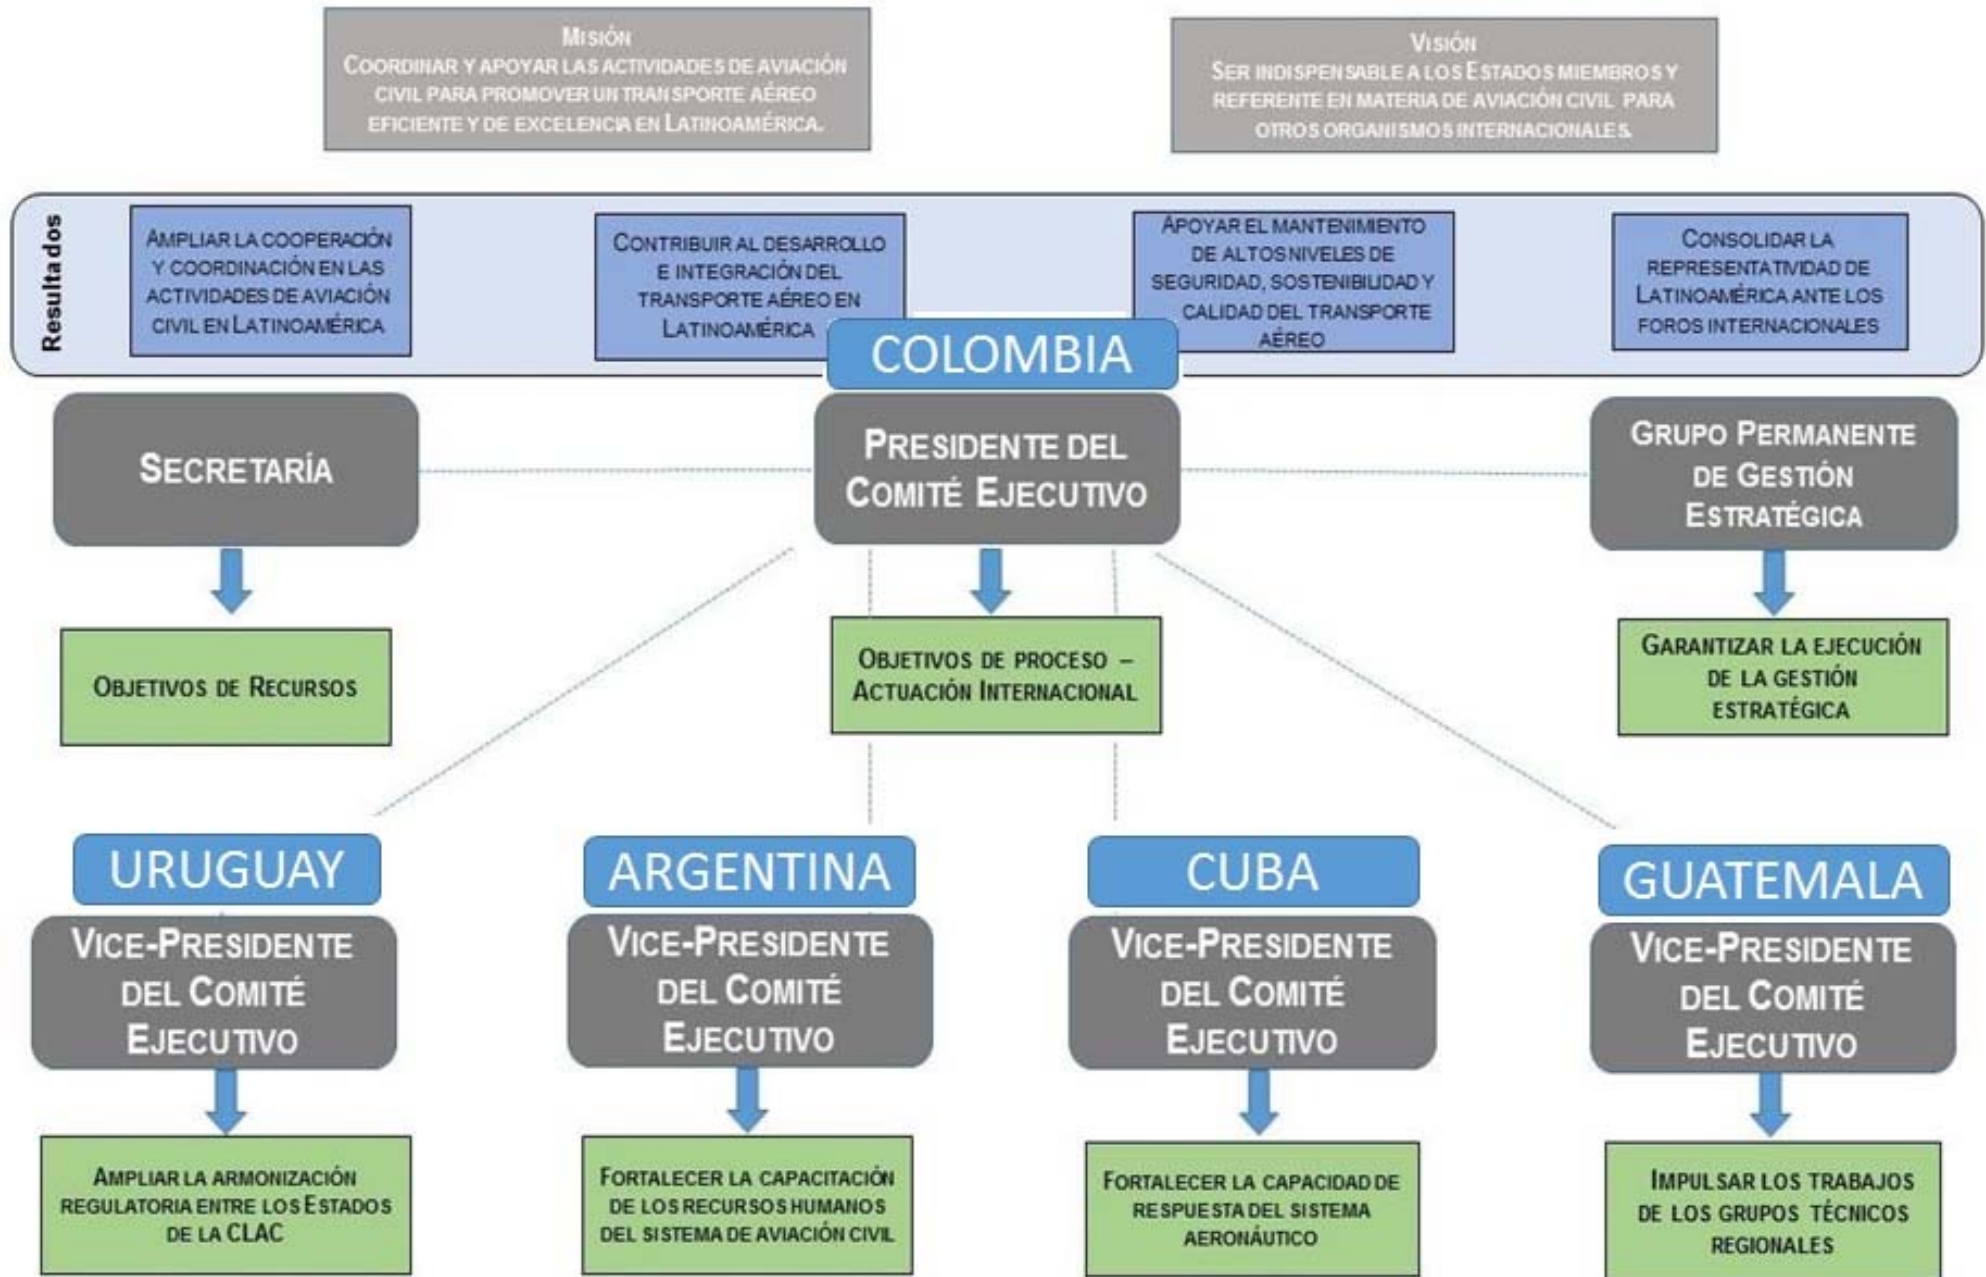 MISIÓN
COORDINAR Y APOYAR LAS ACTIVIDADES DE AVIACIÓN
CIVIL PARA PROMOVER UN TRANSPORTE AÉREO
EFICIENTE Y DE EXCELENCIA EN LATINOAMÉRICA.
VISIÓN
SER INDISPENSABLE A LOS ESTADOS MIEMBROS Y
REFERENTE EN MATERIA DE AVIACIÓN CIVIL PARA
OTROS ORGANISMOS INTERNACIONALES.
Resultados
AMPLIAR LA COOPERACIÓN
Y COORDINACIÓN EN LAS
ACTIVIDADES DE AVIACIÓN
CIVIL EN LATINOAMÉRICA
CONTRIBUIR AL DESARROLLO
E INTEGRACIÓN DEL
TRANSPORTE AÉREO EN
LATINOAMÉRICA
APOYAR EL MANTENIMIENTO
DE ALTOS NIVELES DE
SEGURIDAD, SOSTENIBILIDAD Y
CALIDAD DEL TRANSPORTE
AÉREO
CONSOLIDAR LA
REPRESENTATIVIDAD DE
LATINOAMÉRICA ANTE LOS
FOROS INTERNACIONALES
COLOMBIA
SECRETARÍA
PRESIDENTE DEL
COMITÉ EJECUTIVO
GRUPO PERMANENTE
DE GESTIÓN
ESTRATÉGICA
OBJETIVOS DE RECURSOS
OBJETIVOS DE PROCESO –
ACTUACIÓN INTERNACIONAL
GARANTIZAR LA EJECUCIÓN
DE LA GESTIÓN
ESTRATÉGICA
URUGUAY
VICE-PRESIDENTE
DEL COMITÉ
EJECUTIVO
AMPLIAR LA ARMONIZACIÓN
REGULATORIA ENTRE LOS ESTADOS
DE LA CLAC
ARGENTINA
VICE-PRESIDENTE
DEL COMITÉ
EJECUTIVO
FORTALECER LA CAPACITACIÓN
DE LOS RECURSOS HUMANOS
DEL SISTEMA DE AVIACIÓN CIVIL
CUBA
VICE-PRESIDENTE
DEL COMITÉ
EJECUTIVO
FORTALECER LA CAPACIDAD DE
RESPUESTA DEL SISTEMA
AERONÁUTICO
GUATEMALA
VICE-PRESIDENTE
DEL COMITÉ
EJECUTIVO
IMPULSAR LOS TRABAJOS
DE LOS GRUPOS TÉCNICOS
REGIONALES